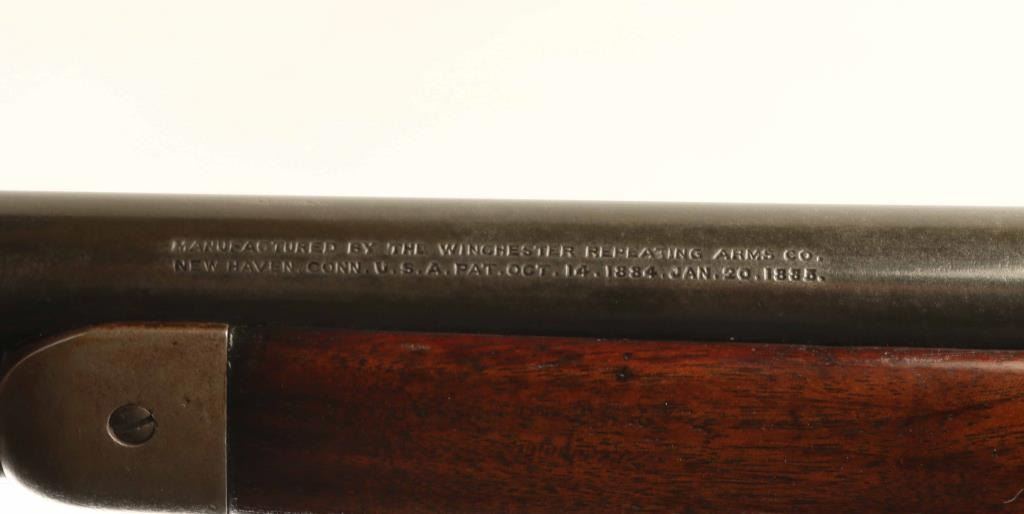 MANUFACTURED BY THE WINCHESTER REPEATING ARMS CO.
NEW HAVEN. CONN. U. S. A. PAT. OCT. 14. 1884. JAN. 20. 1885.